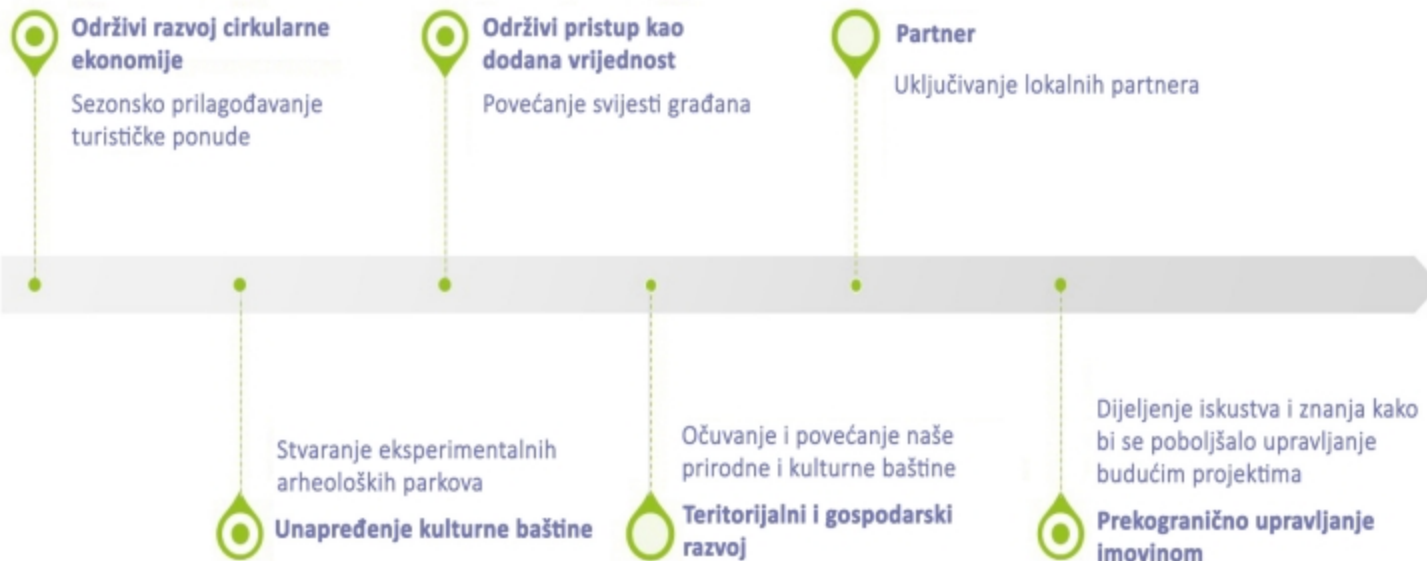 Održivi razvoj cirkularne
ekonomije
Sezonsko prilagođavanje
turističke ponude
Održivi pristup kao
dodana vrijednost
Povećanje svijesti građana
Partner
Uključivanje lokalnih partnera
Stvaranje eksperimentalnih
arheoloških parkova
Unapređenje kulturne baštine
Očuvanje i povećanje naše
prirodne i kulturne baštine
Teritorijalni i gospodarski
razvoj
Dijeljenje iskustva i znanja kako
bi se poboljšalo upravljanje
budućim projektima
Prekogranično upravljanje
imovinom